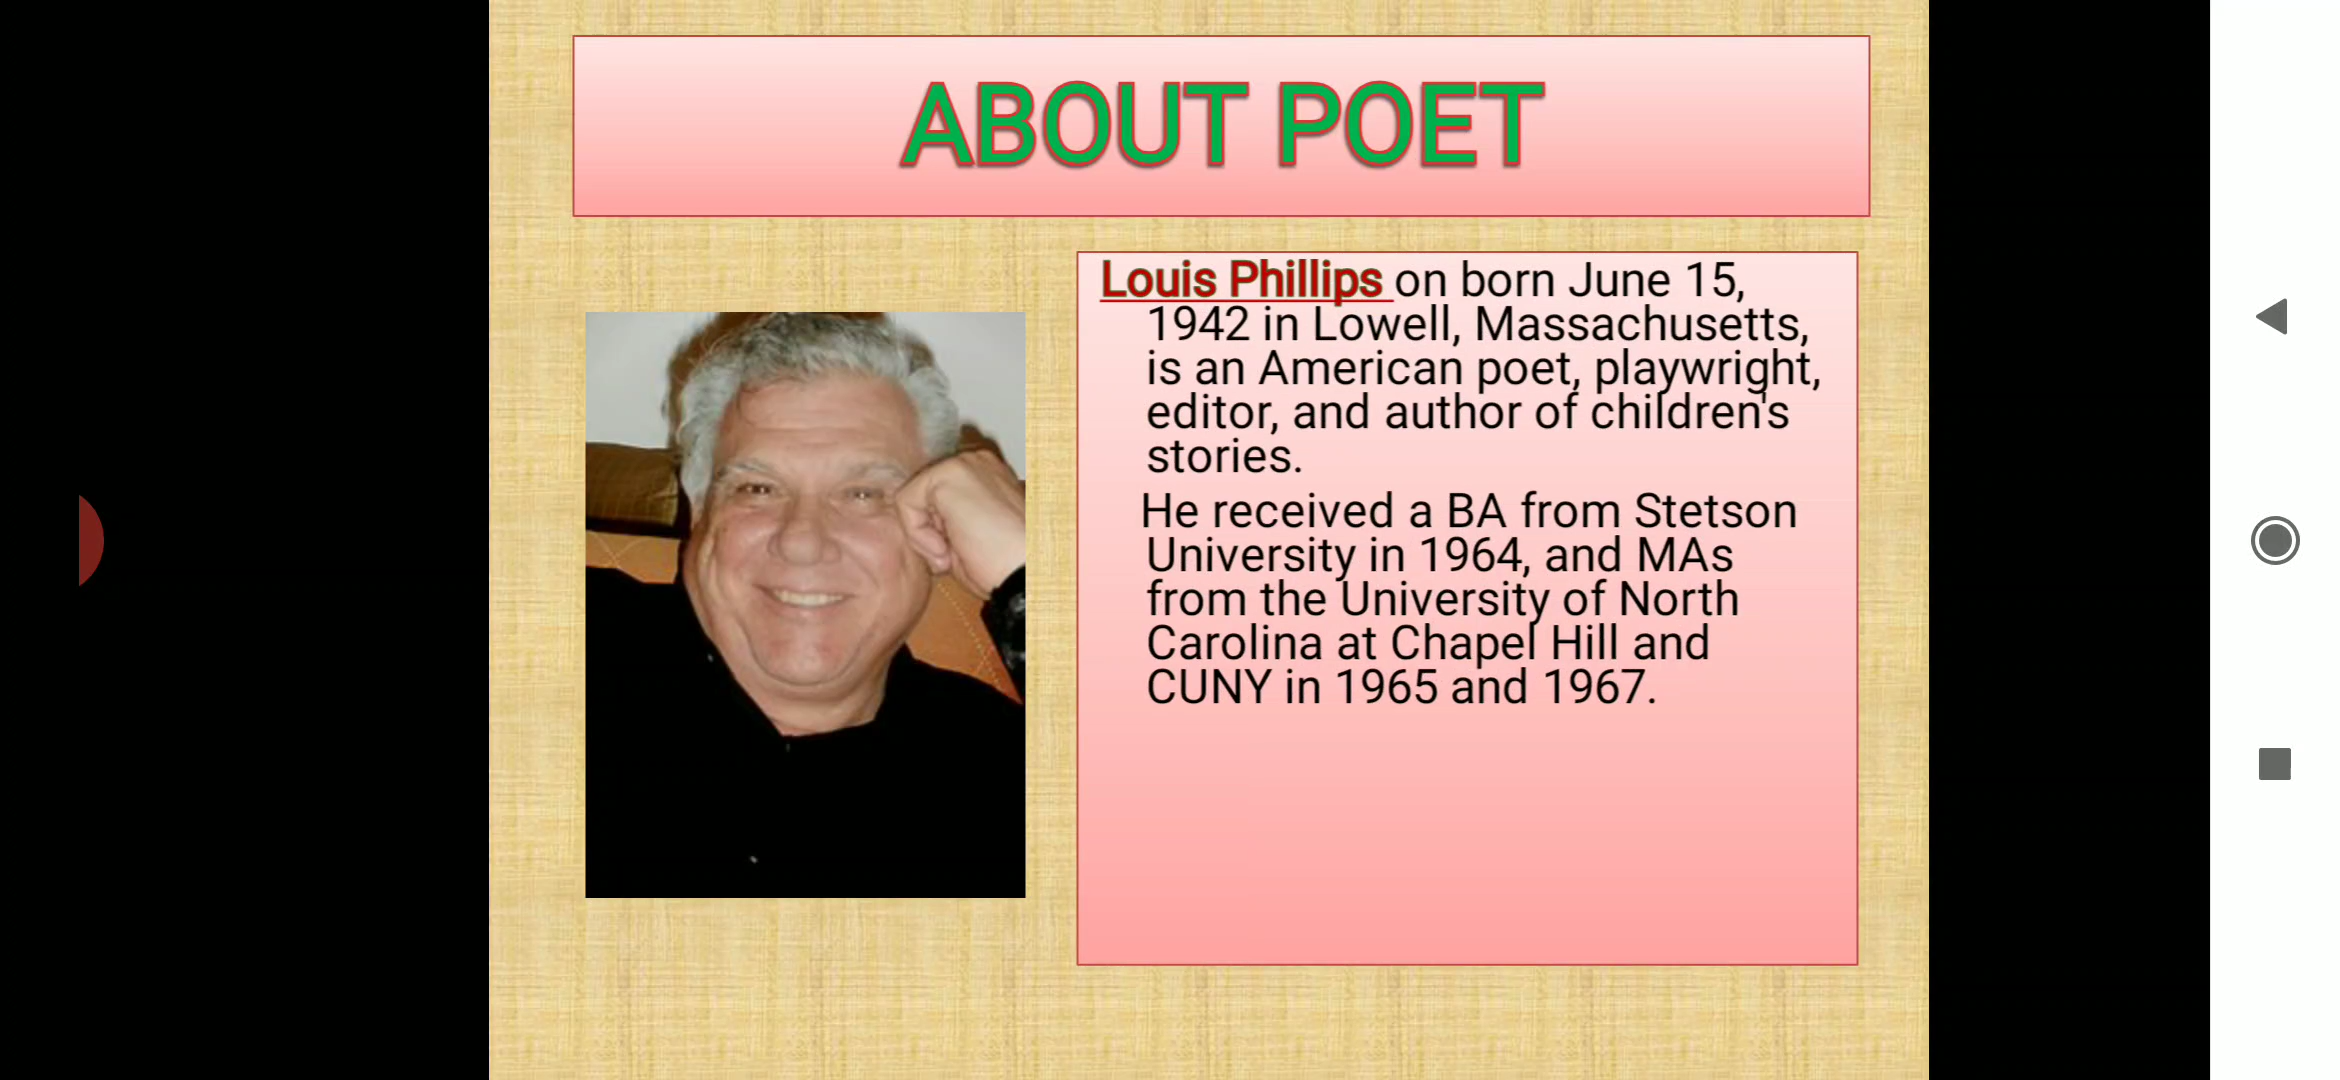 ABOUT POET
Louis Phillips on born June 15,
1942 in Lowell, Massachusetts,
is an American poet, playwright,
editor, and author of children's
stories.
He received a BA from Stetson
University in 1964, and MAs
from the University of North
Carolina at Chapel Hill and
CUNY in 1965 and 1967.